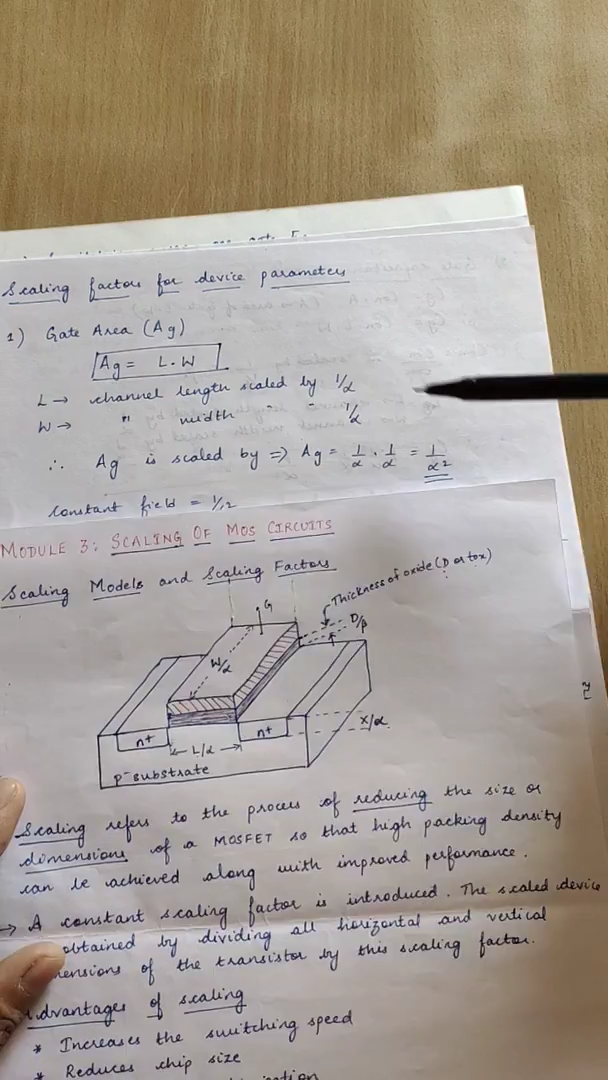 Scaling factors for device parameters
1) Gate Area (Ag)
Ag = L . W
L → channel length scaled by 1/α
W → " width " " 1/α
∴ Ag is scaled by => Ag = 1/α . 1/α = 1/α²
Constant field = 1/
MODULE 3: SCALING OF MOS CIRCUITS
Scaling Models and Scaling Factors
G
Thickness of oxide (D or tox)
D/β
W/α
n+
L/α
n+
X/α
p- substrate
Scaling refers to the process of reducing the size or
dimensions of a MOSFET so that high packing density
can be achieved along with improved performance.
→ A constant scaling factor is introduced. The scaled device
obtained by dividing all horizontal and vertical
mensions of the transistor by this scaling factor.
Advantages of scaling
* Increases the switching speed
* Reduces chip size